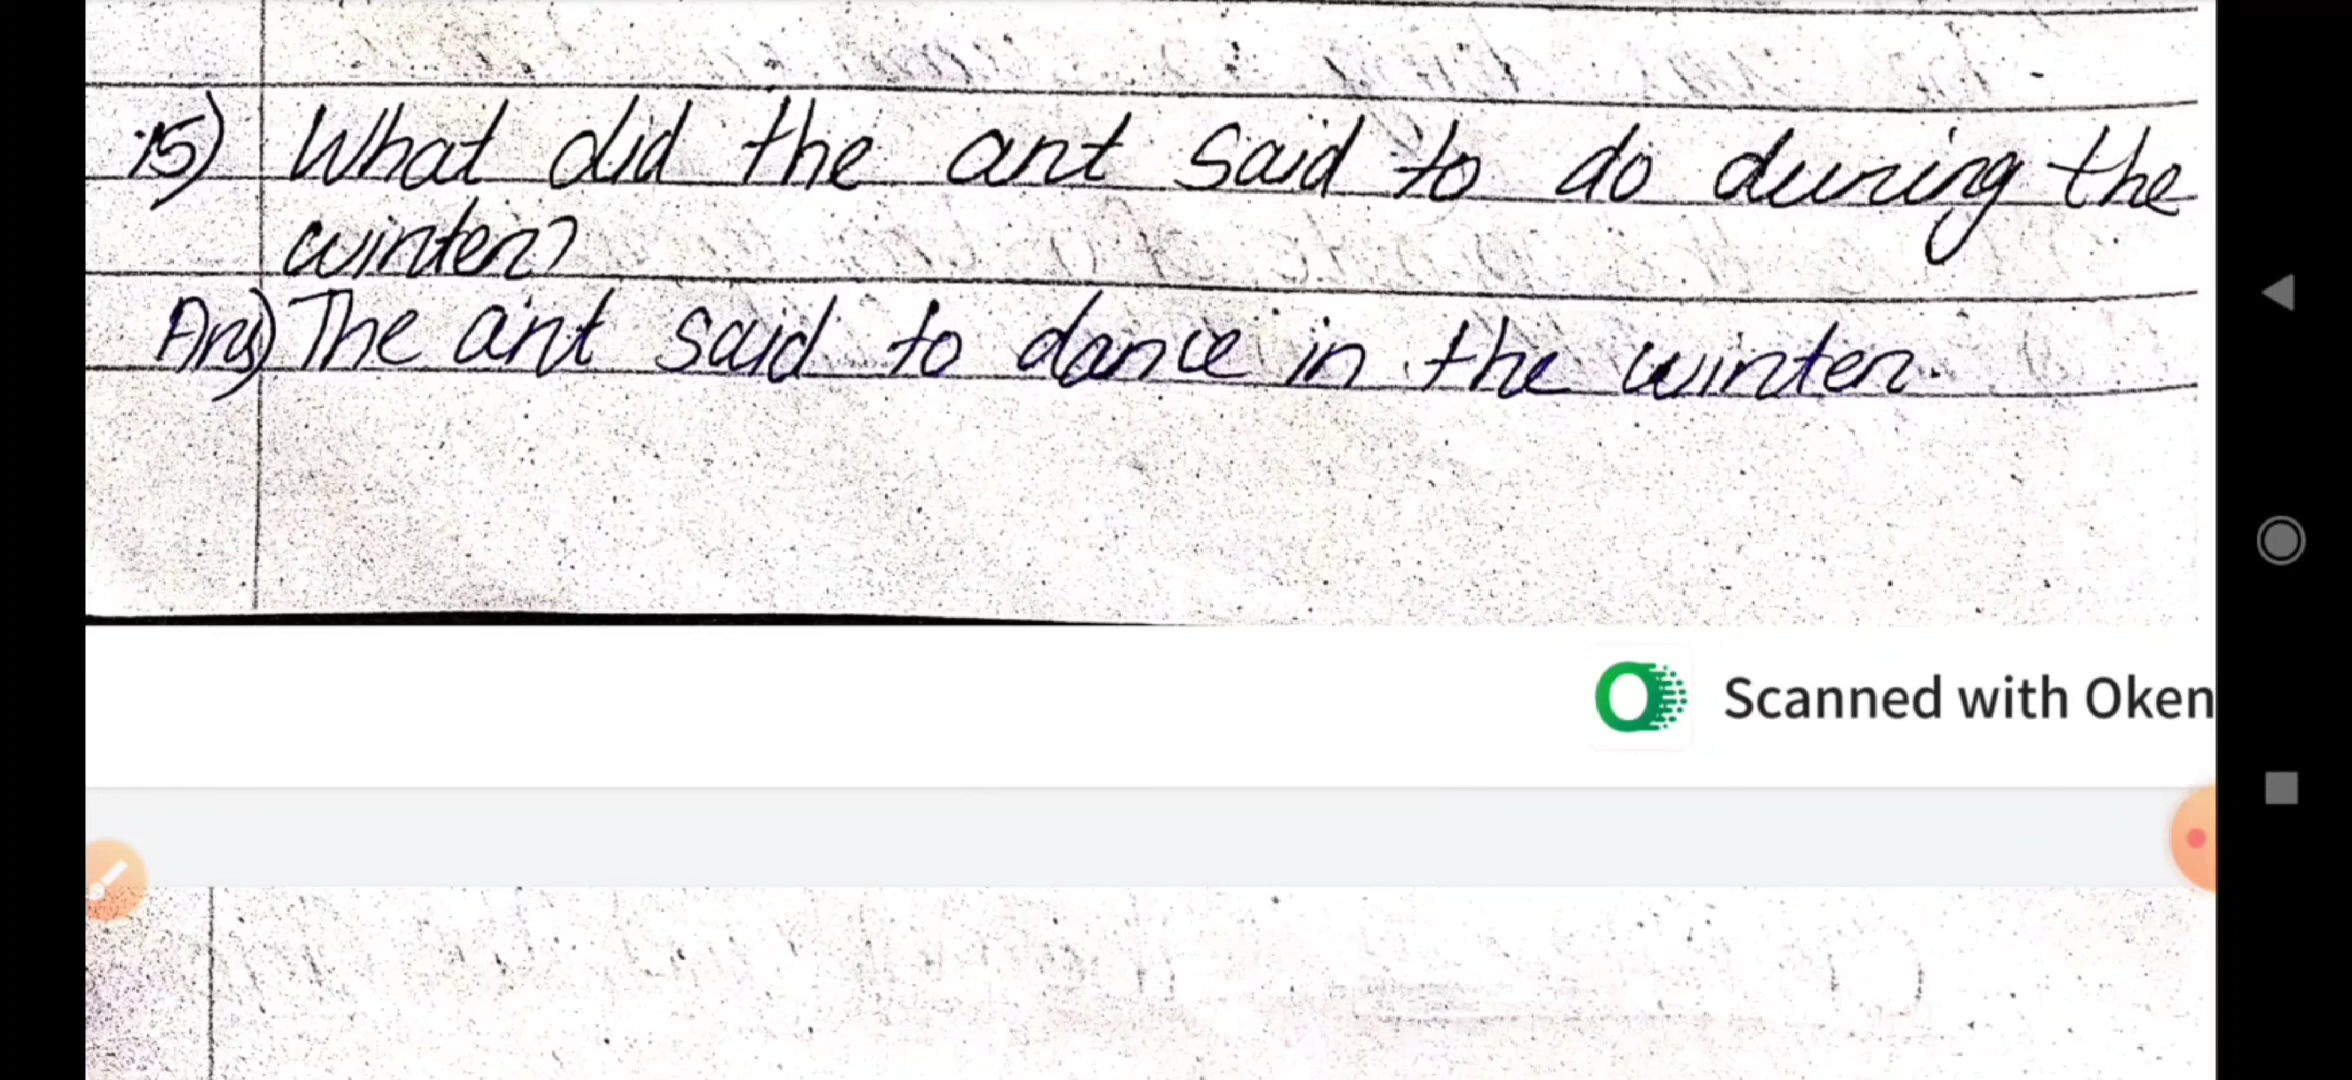 15) What did the ant said to do during the
winter?
Ans) The ant said to dance in the winter.
Scanned with Oken